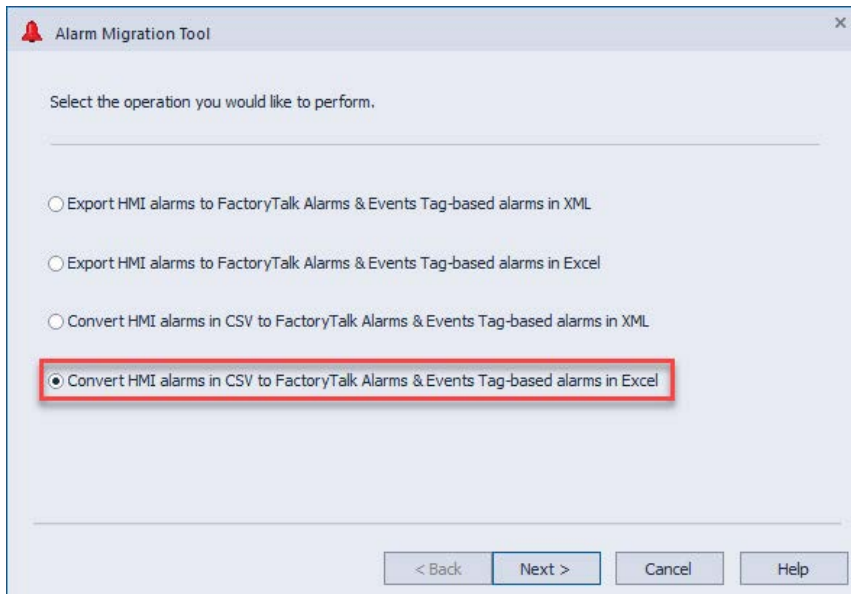 Alarm Migration Tool
Select the operation you would like to perform.
Export HMI alarms to FactoryTalk Alarms & Events Tag-based alarms in XML
Export HMI alarms to FactoryTalk Alarms & Events Tag-based alarms in Excel
Convert HMI alarms in CSV to FactoryTalk Alarms & Events Tag-based alarms in XML
Convert HMI alarms in CSV to FactoryTalk Alarms & Events Tag-based alarms in Excel
< Back Next > Cancel Help